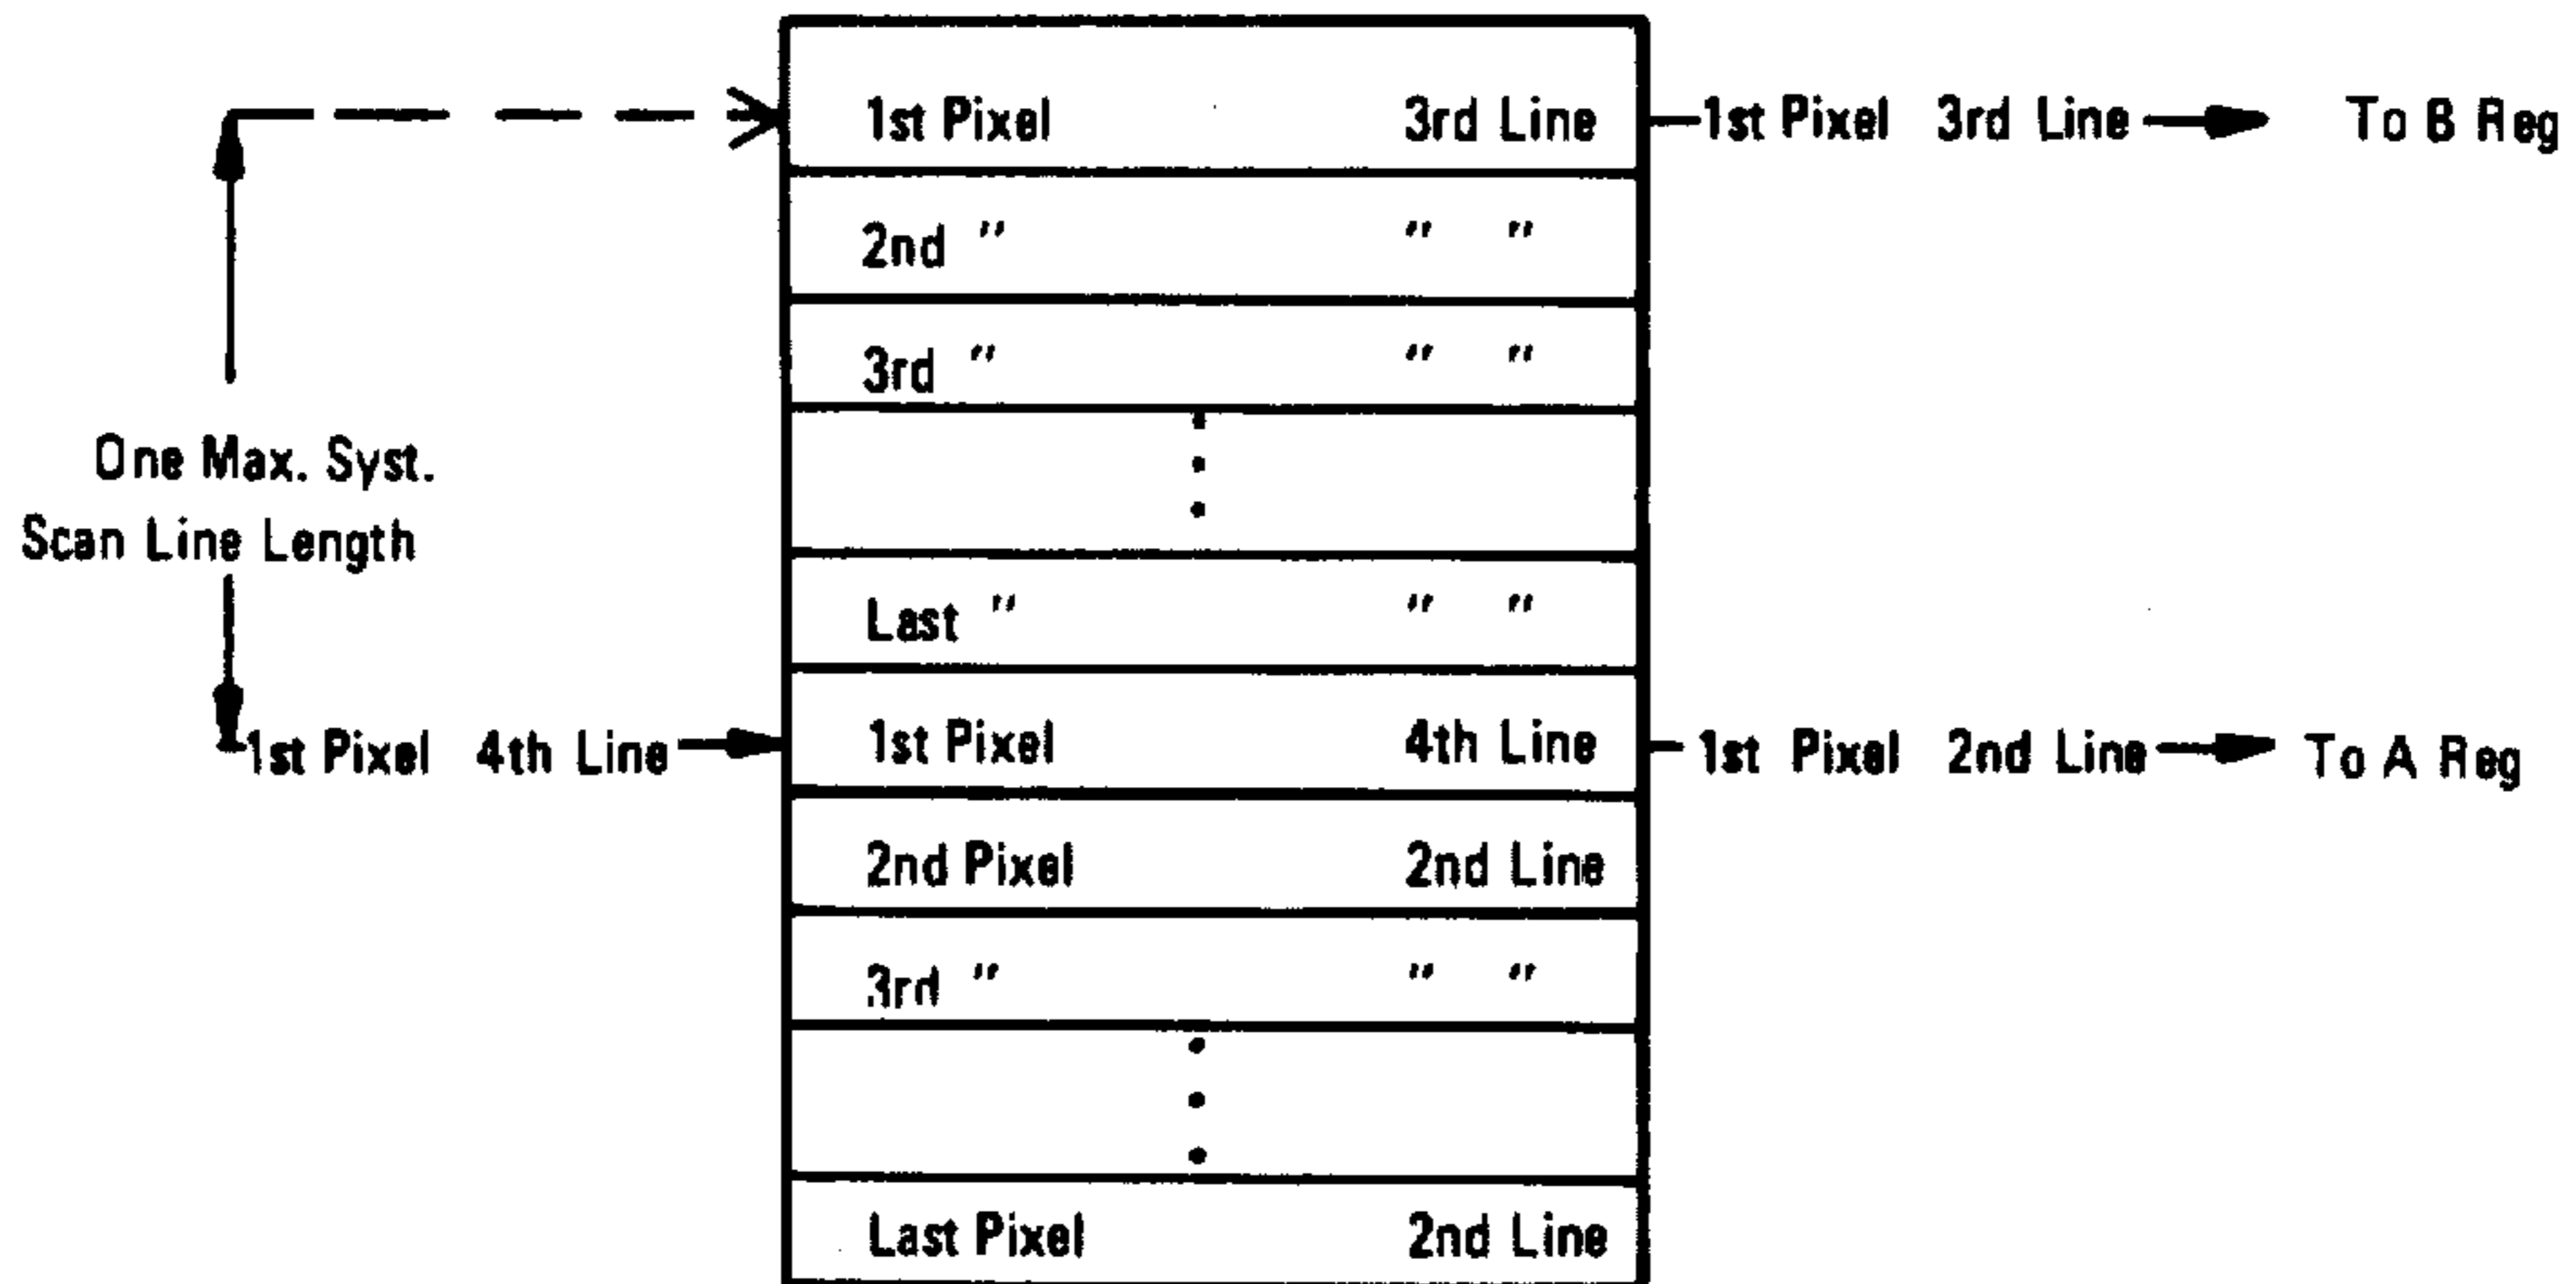 1st Pixel 3rd Line 1st Pixel 3rd Line To B Reg
2nd " " "
3rd " " "
One Max. Syst.
Scan Line Length
Last " " "
1st Pixel 4th Line 1st Pixel 4th Line 1st Pixel 2nd Line To A Reg
2nd Pixel 2nd Line
3rd " " "
Last Pixel 2nd Line